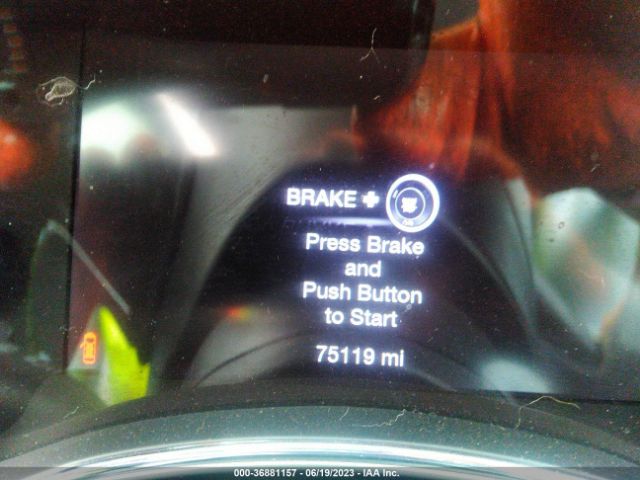 BRAKE +
Press Brake
and
Push Button
to Start
75119 mi
000-36881157 - 06/19/2023 - IAA Inc.